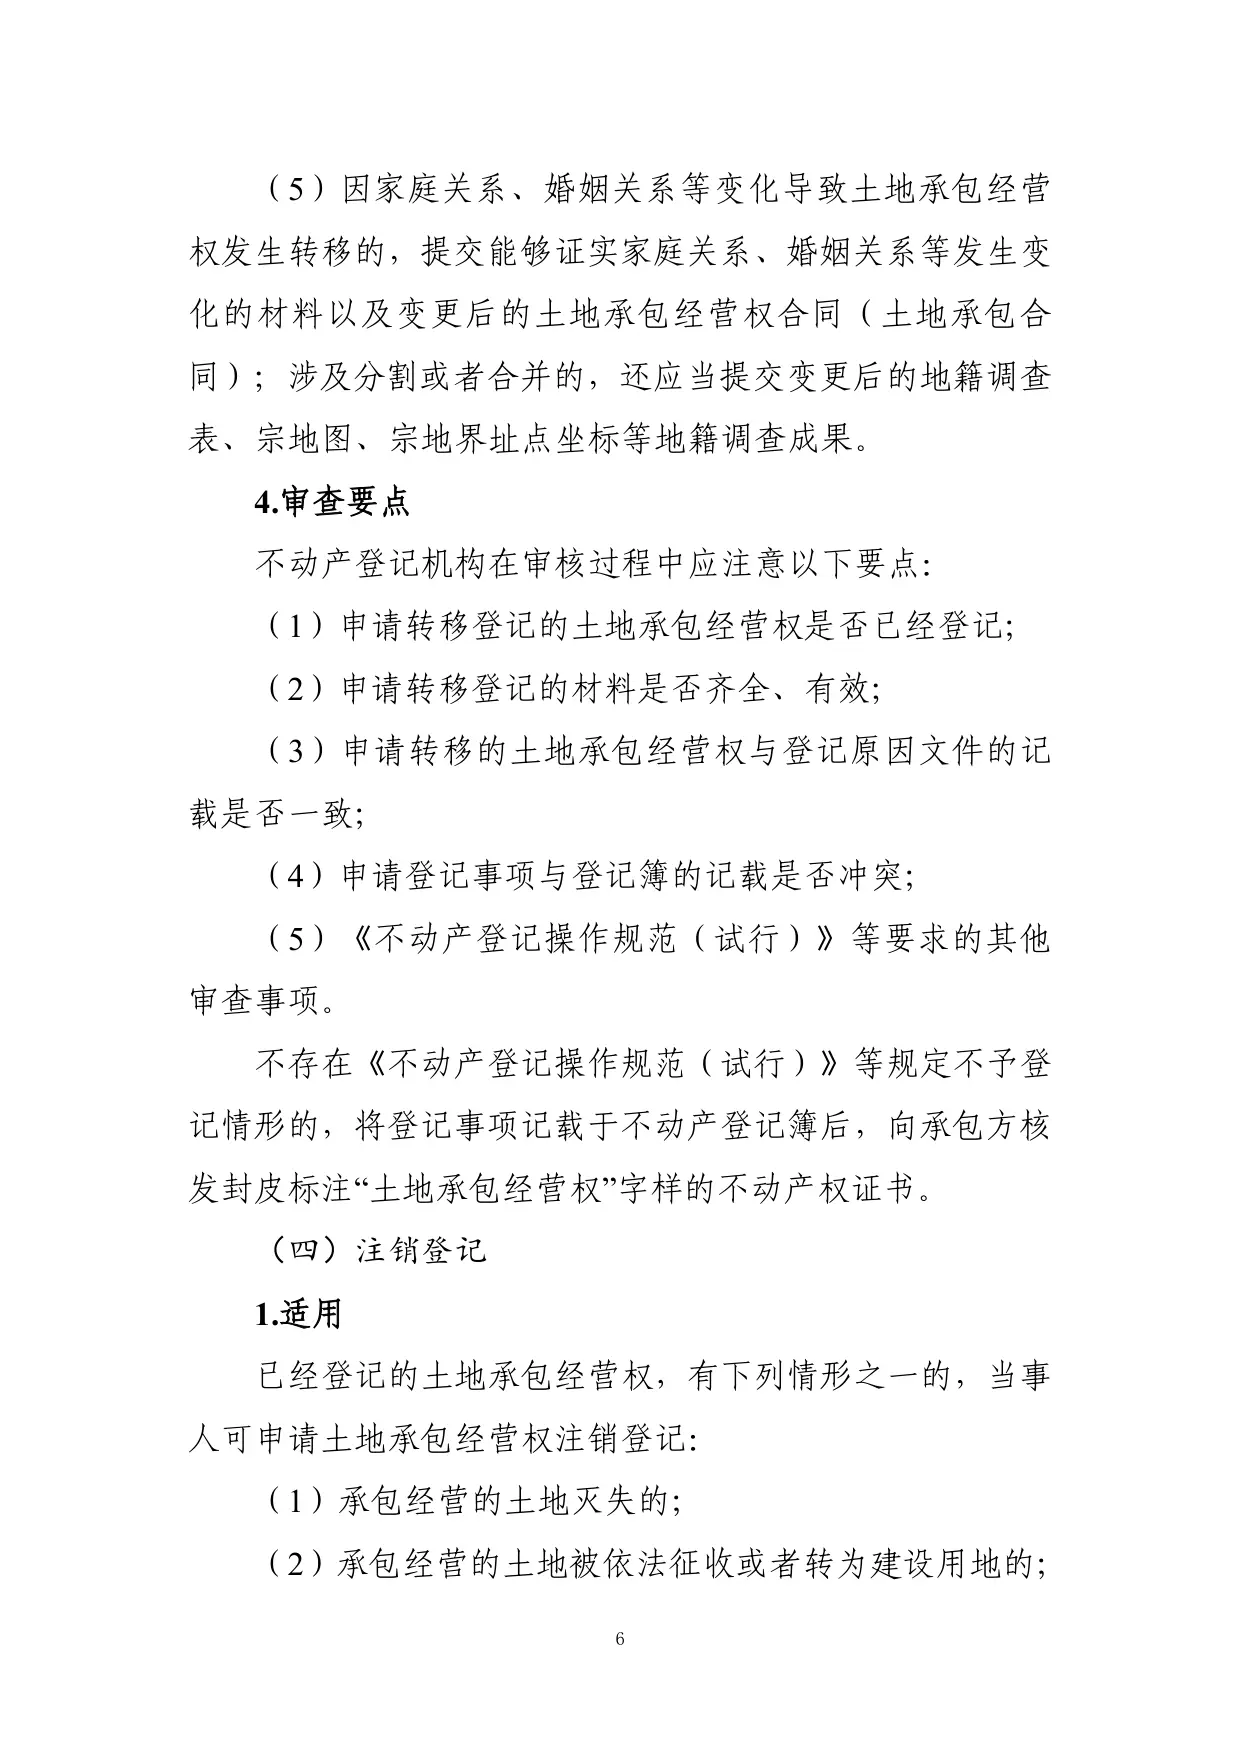 （5）因家庭关系、婚姻关系等变化导致土地承包经营
权发生转移的，提交能够证实家庭关系、婚姻关系等发生变
化的材料以及变更后的土地承包经营权合同（土地承包合
同）；涉及分割或者合并的，还应当提交变更后的地籍调查
表、宗地图、宗地界址点坐标等地籍调查成果。
4.审查要点
不动产登记机构在审核过程中应注意以下要点：
（1）申请转移登记的土地承包经营权是否已经登记；
（2）申请转移登记的材料是否齐全、有效；
（3）申请转移的土地承包经营权与登记原因文件的记
载是否一致；
（4）申请登记事项与登记簿的记载是否冲突；
（5）《不动产登记操作规范（试行）》等要求的其他
审查事项。
不存在《不动产登记操作规范（试行）》等规定不予登
记情形的，将登记事项记载于不动产登记簿后，向承包方核
发封皮标注“土地承包经营权”字样的不动产权证书。
（四）注销登记
1.适用
已经登记的土地承包经营权，有下列情形之一的，当事
人可申请土地承包经营权注销登记：
（1）承包经营的土地灭失的；
（2）承包经营的土地被依法征收或者转为建设用地的；
6